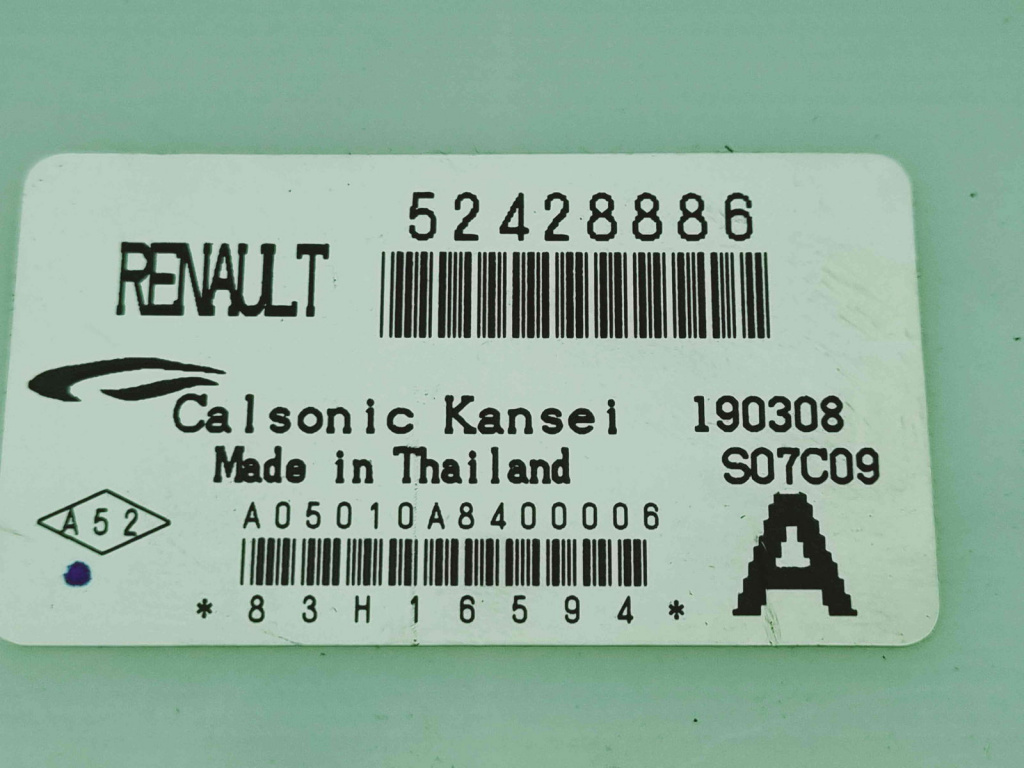 52428886
RENAULT
Calsonic Kansei 190308
Made in Thailand S07C09
A52
A05010A8400006
A
*83H16594*